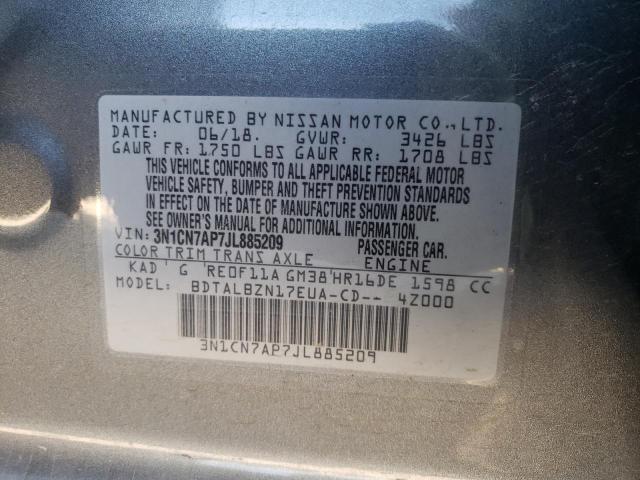 MANUFACTURED BY NISSAN MOTOR CO., LTD.
DATE: 06/18. GVWR: 3426 LBS
GAWR FR: 1750 LBS GAWR RR: 1708 LBS
THIS VEHICLE CONFORMS TO ALL APPLICABLE FEDERAL MOTOR
VEHICLE SAFETY, BUMPER AND THEFT PREVENTION STANDARDS
IN EFFECT ON THE DATE OF MANUFACTURE SHOWN ABOVE.
SEE OWNER'S MANUAL FOR ADDITIONAL INFORMATION.
VIN: 3N1CN7AP7JL885209 PASSENGER CAR.
COLOR TRIM TRANS AXLE ENGINE
KAD G RE0F11A GM38 HR16DE 1598 CC
MODEL: BDTALBZN17EUA-CD-- 4Z000
3N1CN7AP7JL885209